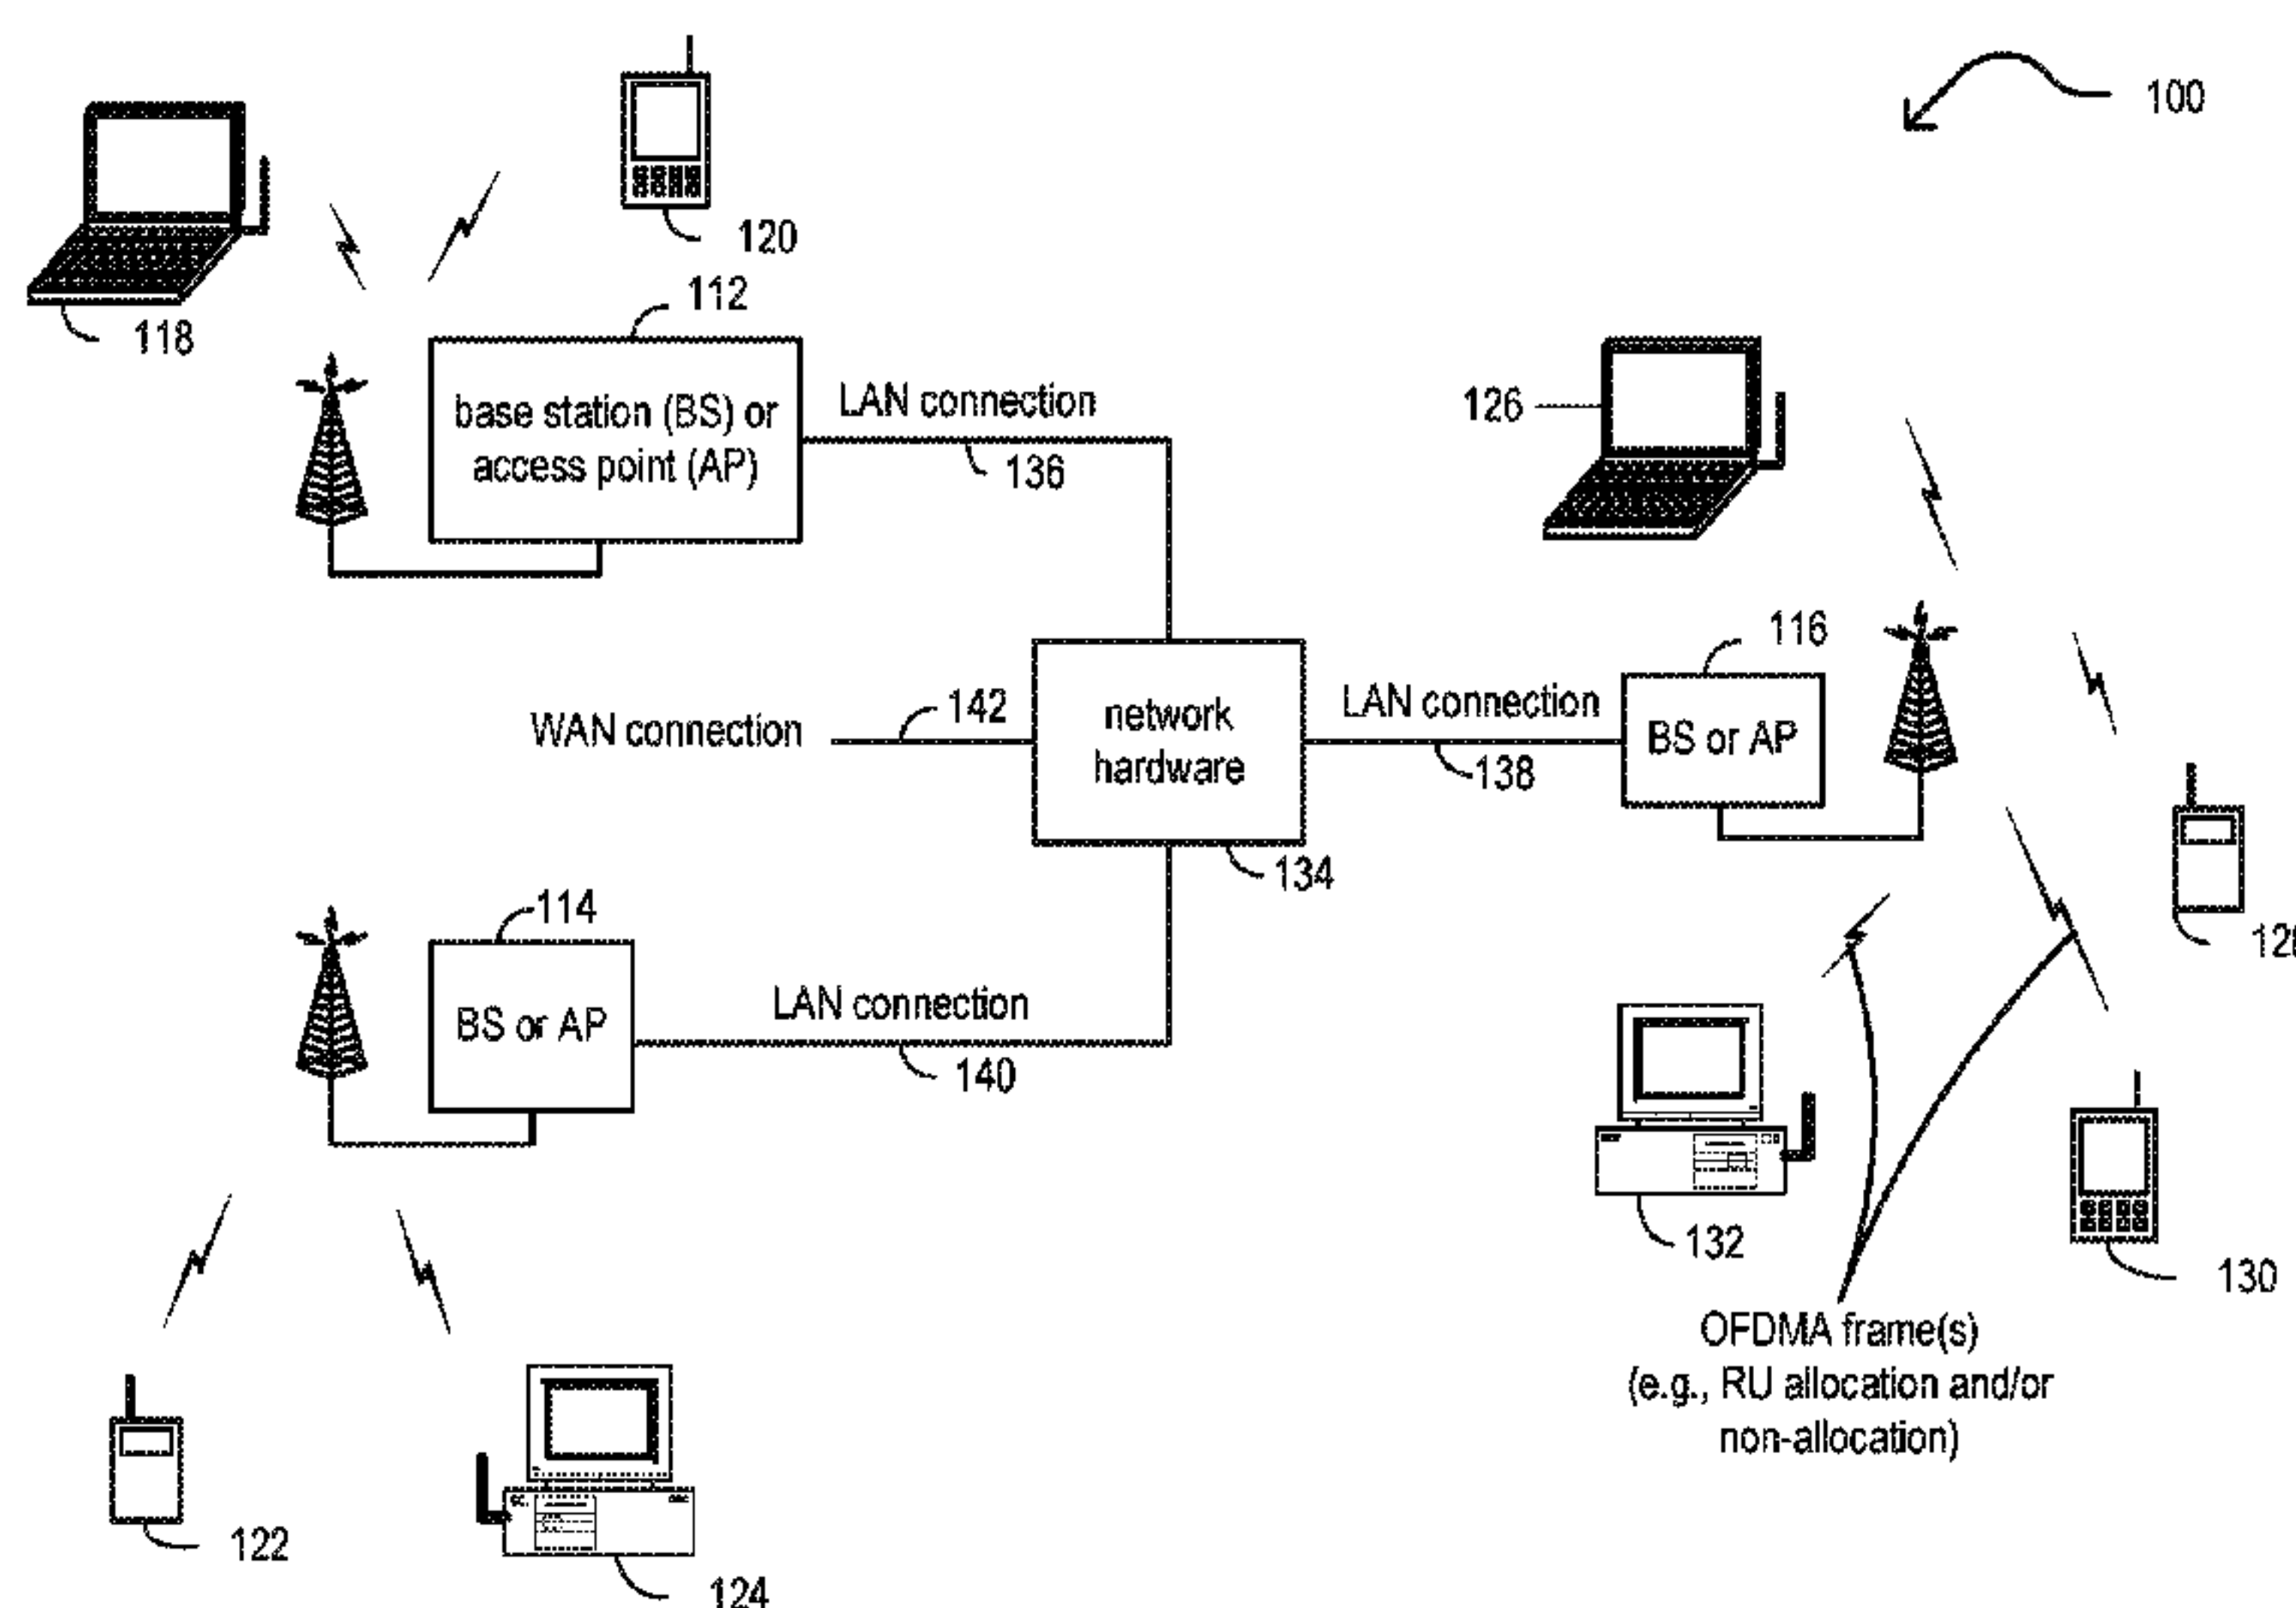 100
120
118
112
base station (BS) or
access point (AP)
LAN connection
136
126
116
WAN connection
142
network
hardware
134
LAN connection
138
BS or AP
114
BS or AP
LAN connection
140
132
130
OFDMA frame(s)
(e.g., RU allocation and/or
non-allocation)
122
124